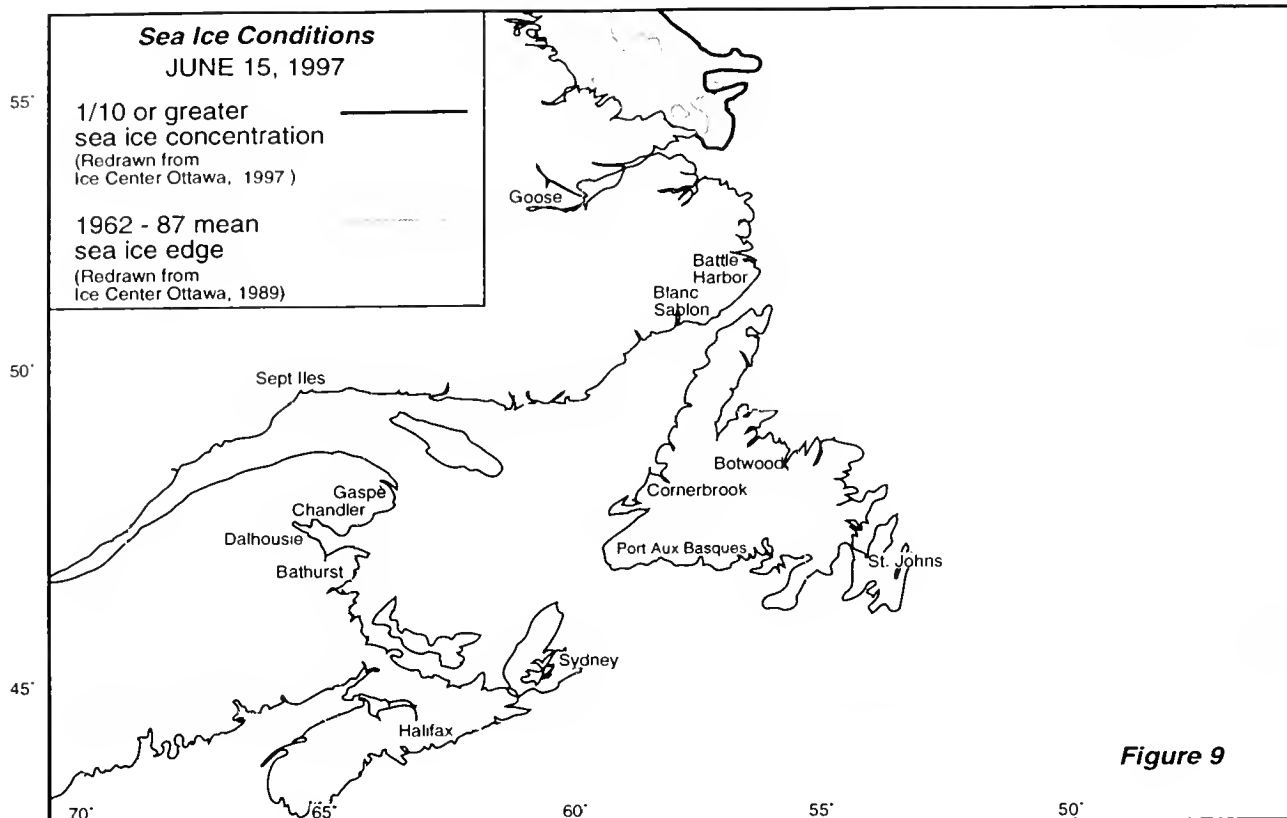 Sea Ice Conditions
JUNE 15, 1997
1/10 or greater
sea ice concentration
(Redrawn from
Ice Center Ottawa, 1997 )
1962 - 87 mean
sea ice edge
(Redrawn from
Ice Center Ottawa, 1989)
55°
Goose
Battle
Harbor
Blanc
Sablon
50°
Sept Iles
Botwood
Cornerbrook
Gaspè
Chandler
Dalhousie
Port Aux Basques
St. Johns
Bathurst
Sydney
45°
Halifax
Figure 9
70°
65°
60°
55°
50°